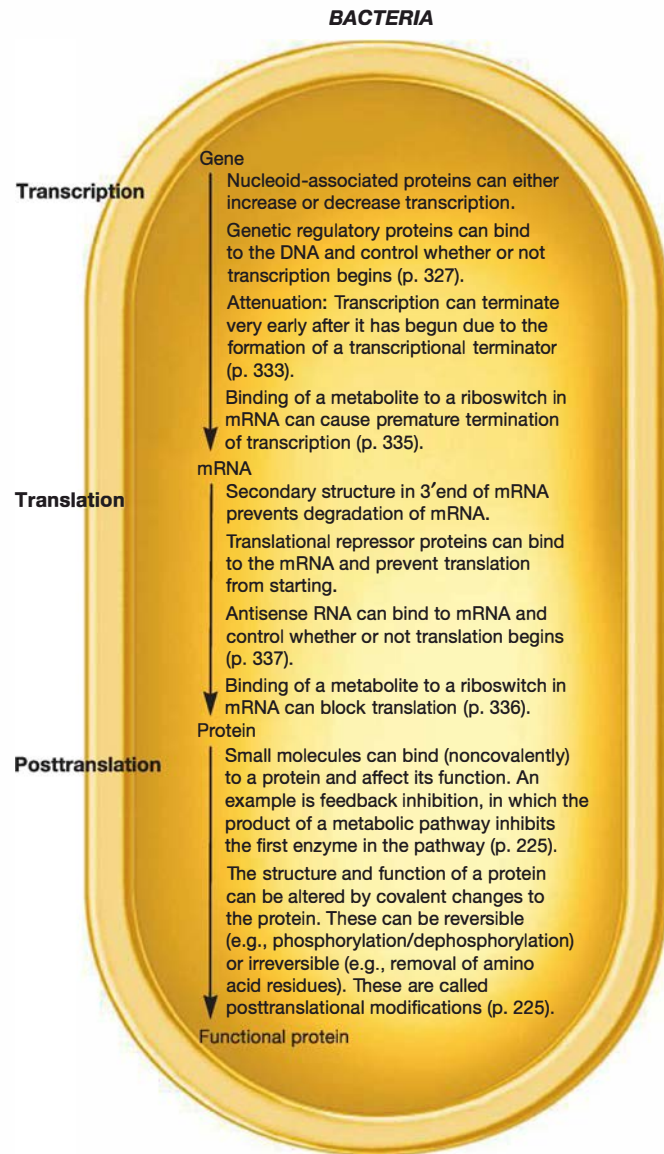 BACTERIA
Gene
Transcription
Nucleoid-associated proteins can either
increase or decrease transcription.
Genetic regulatory proteins can bind
to the DNA and control whether or not
transcription begins (p. 327).
Attenuation: Transcription can terminate
very early after it has begun due to the
formation of a transcriptional terminator
(p. 333).
Binding of a metabolite to a riboswitch in
mRNA can cause premature termination
of transcription (p. 335).
mRNA
Translation
Secondary structure in 3′end of mRNA
prevents degradation of mRNA.
Translational repressor proteins can bind
to the mRNA and prevent translation
from starting.
Antisense RNA can bind to mRNA and
control whether or not translation begins
(p. 337).
Binding of a metabolite to a riboswitch in
mRNA can block translation (p. 336).
Protein
Posttranslation
Small molecules can bind (noncovalently)
to a protein and affect its function. An
example is feedback inhibition, in which the
product of a metabolic pathway inhibits
the first enzyme in the pathway (p. 225).
The structure and function of a protein
can be altered by covalent changes to
the protein. These can be reversible
(e.g., phosphorylation/dephosphorylation)
or irreversible (e.g., removal of amino
acid residues). These are called
posttranslational modifications (p. 225).
Functional protein